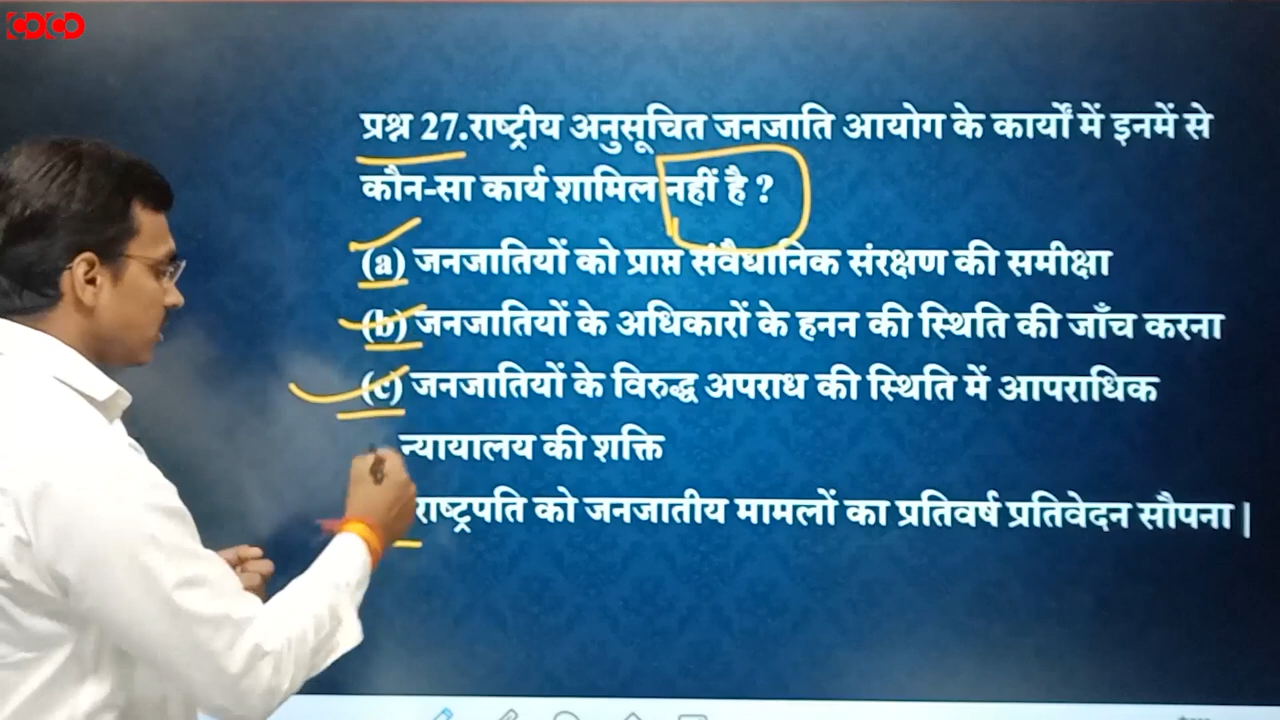 COCO
प्रश्न 27.राष्ट्रीय अनुसूचित जनजाति आयोग के कार्यों में इनमें से
कौन-सा कार्य शामिल नहीं है ?
(a) जनजातियों को प्राप्त संवैधानिक संरक्षण की समीक्षा
(b) जनजातियों के अधिकारों के हनन की स्थिति की जाँच करना
(c) जनजातियों के विरुद्ध अपराध की स्थिति में आपराधिक
न्यायालय की शक्ति
राष्ट्रपति को जनजातीय मामलों का प्रतिवर्ष प्रतिवेदन सौपना |